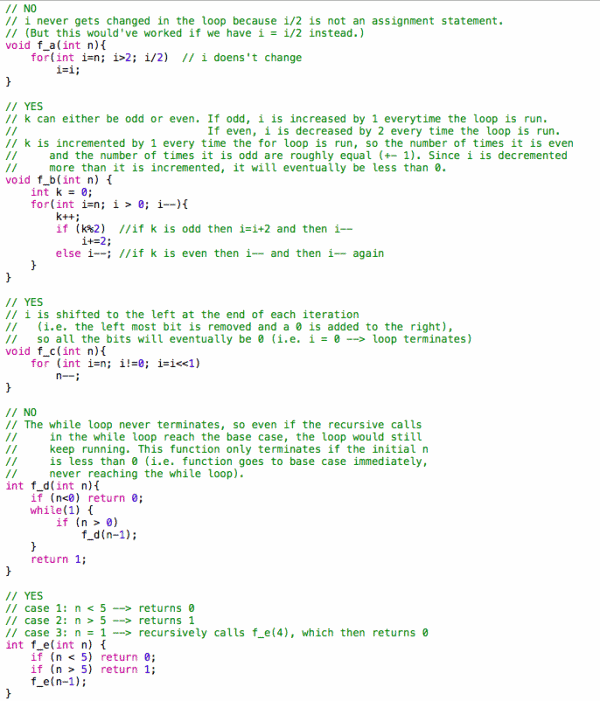 // NO
// i never gets changed in the loop because i/2 is not an assignment statement.
// (But this would've worked if we have i = i/2 instead.)
void f_a(int n){
    for(int i=n; i>2; i/2)  // i doens't change
        i=i;
}

// YES
// k can either be odd or even. If odd, i is increased by 1 everytime the loop is run.
//                              If even, i is decreased by 2 every time the loop is run.
// k is incremented by 1 every time the for loop is run, so the number of times it is even
//     and the number of times it is odd are roughly equal (+- 1). Since i is decremented
//     more than it is incremented, it will eventually be less than 0.
void f_b(int n) {
    int k = 0;
    for(int i=n; i > 0; i--){
        k++;
        if (k%2)  //if k is odd then i=i+2 and then i--
            i+=2;
        else i--; //if k is even then i-- and then i-- again
    }
}

// YES
// i is shifted to the left at the end of each iteration
//   (i.e. the left most bit is removed and a 0 is added to the right),
//   so all the bits will eventually be 0 (i.e. i = 0 --> loop terminates)
void f_c(int n){
    for (int i=n; i!=0; i=i<<1)
        n--;
}

// NO
// The while loop never terminates, so even if the recursive calls
//     in the while loop reach the base case, the loop would still
//     keep running. This function only terminates if the initial n
//     is less than 0 (i.e. function goes to base case immediately,
//     never reaching the while loop).
int f_d(int n){
    if (n<0) return 0;
    while(1) {
        if (n > 0)
            f_d(n-1);
    }
    return 1;
}

// YES
// case 1: n < 5 --> returns 0
// case 2: n > 5 --> returns 1
// case 3: n = 1 --> recursively calls f_e(4), which then returns 0
int f_e(int n) {
    if (n < 5) return 0;
    if (n > 5) return 1;
    f_e(n-1);
}